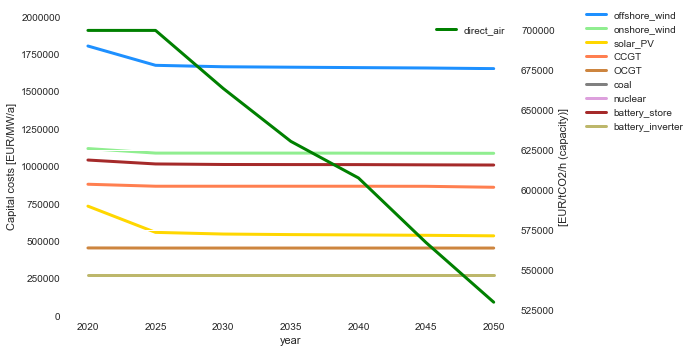 2000000
1750000
1500000
1250000
1000000
750000
500000
250000
0
Capital costs [EUR/MW/a]
2020 2025 2030 2035 2040 2045 2050
year
direct_air
700000
675000
650000
625000
600000
575000
550000
525000
[EUR/tCO2/h (capacity)]
offshore_wind
onshore_wind
solar_PV
CCGT
OCGT
coal
nuclear
battery_store
battery_inverter